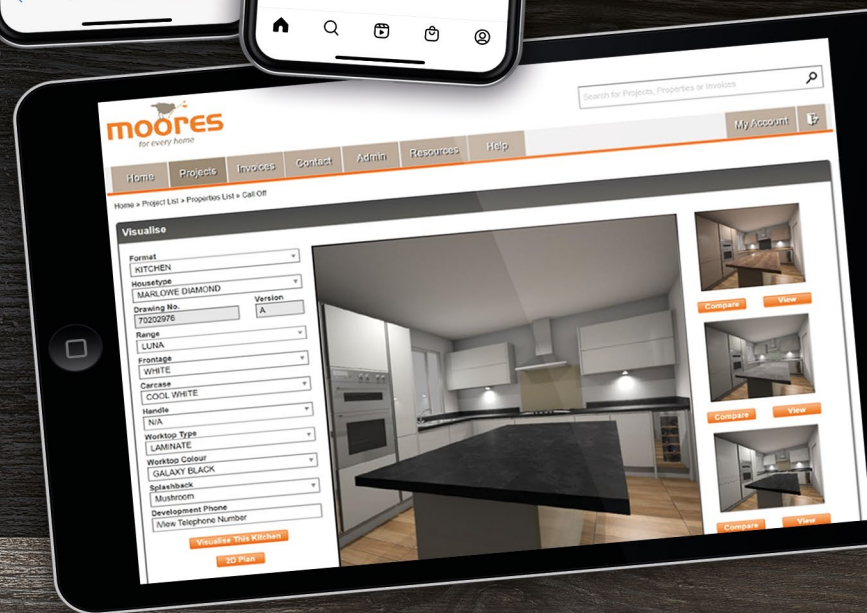 moores
for every home
Search for Projects, Properties or Invoices
My Account
Home Projects Invoices Contact Admin Resources Help
Home » Project List » Properties List » Call Off
Visualise
Format
KITCHEN
Housetype
MARLOWE DIAMOND
Drawing No. Version
70202976 A
Range
LUNA
Frontage
WHITE
Carcase
COOL WHITE
Handle
N/A
Worktop Type
LAMINATE
Worktop Colour
GALAXY BLACK
Splashback
Mushroom
Development Phone
/View Telephone Number
Visualise This Kitchen
2D Plan
Compare View
Compare View
Compare View